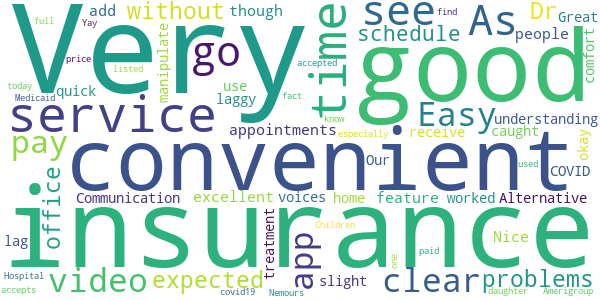 Very
good
convenient
insurance
service
As
see
time
go
app
pay
video
clear
Easy
office
expected
problems
without
Dr
schedule
add
though
Great
people
comfort
full
Yay
find
price
manipulate
use
listed
accepted
today
quick
laggy
fact
Medicaid
know
appointments
especially
receive
caught
understanding
okay
Our
COVID
Communication
excellent
voices
home
feature
worked
Alternative
treatment
Children
Nice
used
one
lag
slight
Hospital
accepts
covid19
Nemours
paid
daughter
Amerigroup